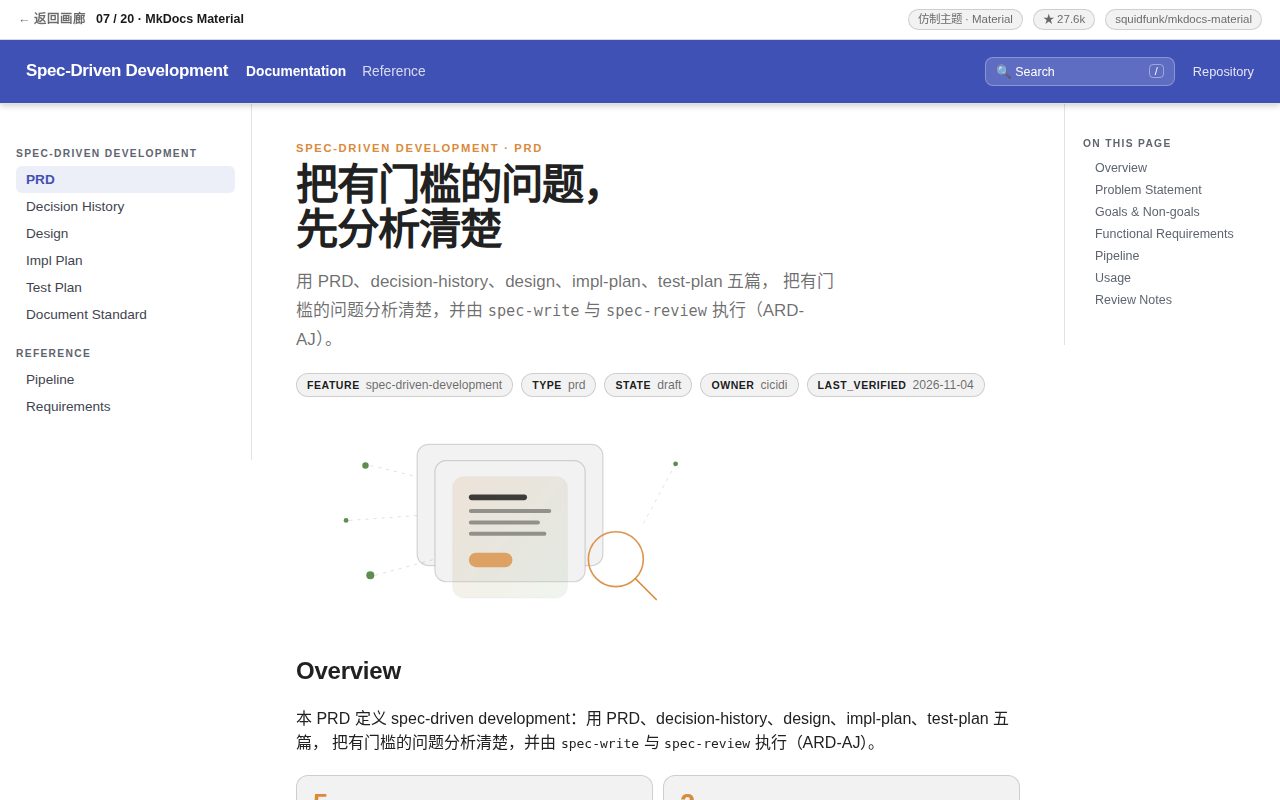 ← 返回画廊 07 / 20 · MkDocs Material 仿制主题 · Material ★ 27.6k squidfunk/mkdocs-material
Spec-Driven Development Documentation Reference 🔍 Search / Repository
SPEC-DRIVEN DEVELOPMENT
PRD
Decision History
Design
Impl Plan
Test Plan
Document Standard
REFERENCE
Pipeline
Requirements
SPEC-DRIVEN DEVELOPMENT · PRD
把有门槛的问题，
先分析清楚
用 PRD、decision-history、design、impl-plan、test-plan 五篇， 把有门
槛的问题分析清楚，并由 spec-write 与 spec-review 执行（ARD-
AJ）。
FEATURE spec-driven-development TYPE prd STATE draft OWNER cicidi LAST_VERIFIED 2026-11-04
Overview
本 PRD 定义 spec-driven development：用 PRD、decision-history、design、impl-plan、test-plan 五
篇， 把有门槛的问题分析清楚，并由 spec-write 与 spec-review 执行（ARD-AJ）。
ON THIS PAGE
Overview
Problem Statement
Goals & Non-goals
Functional Requirements
Pipeline
Usage
Review Notes